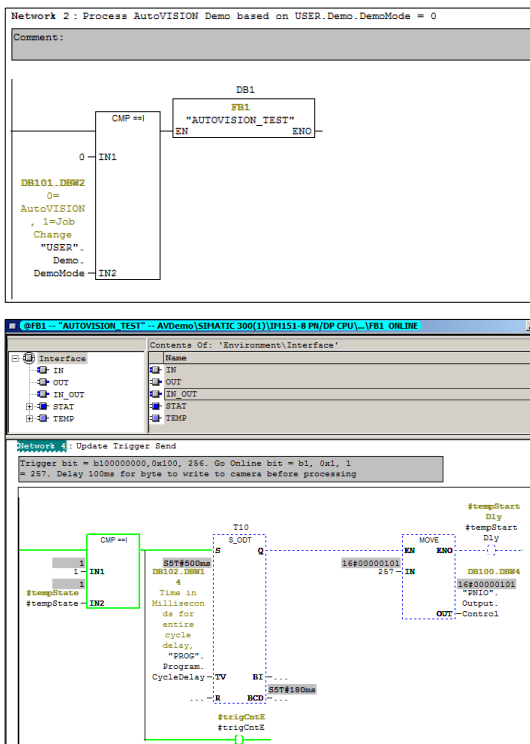 Network 2 : Process AutoVISION Demo based on USER.Demo.DemoMode = 0
Comment:
DB1
FB1
"AUTOVISION_TEST"
EN ENO
CMP ==I
0 IN1
DB101.DBW2
0=
AutoVISION
, 1=Job
Change
"USER".
Demo.
DemoMode IN2
@FB1 -- "AUTOVISION_TEST" -- AVDemo\SIMATIC 300(1)\IM151-8 PN/DP CPU\...\FB1 ONLINE
Contents Of: 'Environment\Interface'
Interface
IN
OUT
IN_OUT
STAT
TEMP
Name
IN
OUT
IN_OUT
STAT
TEMP
Network 4: Update Trigger Send
Trigger bit = b100000000,0x100, 256. Go Online bit = b1, 0x1, 1
= 257. Delay 100ms for byte to write to camera before processing
CMP ==I
1
1 IN1
1
#tempState
#tempState IN2
T10
S_ODT
S Q
S5T#500ms
DB102.DBW1
4
Time in
Millisecon
ds for
entire
cycle
delay,
"PROG".
Program.
CycleDelay TV BI ...
S5T#180ms
... R BCD ...
#trigCntE
#trigCntE
MOVE
EN ENO
16#00000101
257 IN
#tempStart
Dly
#tempStart
Dly
DB100.DBW4
16#00000101
"PNIO".
Output.
OUT Control